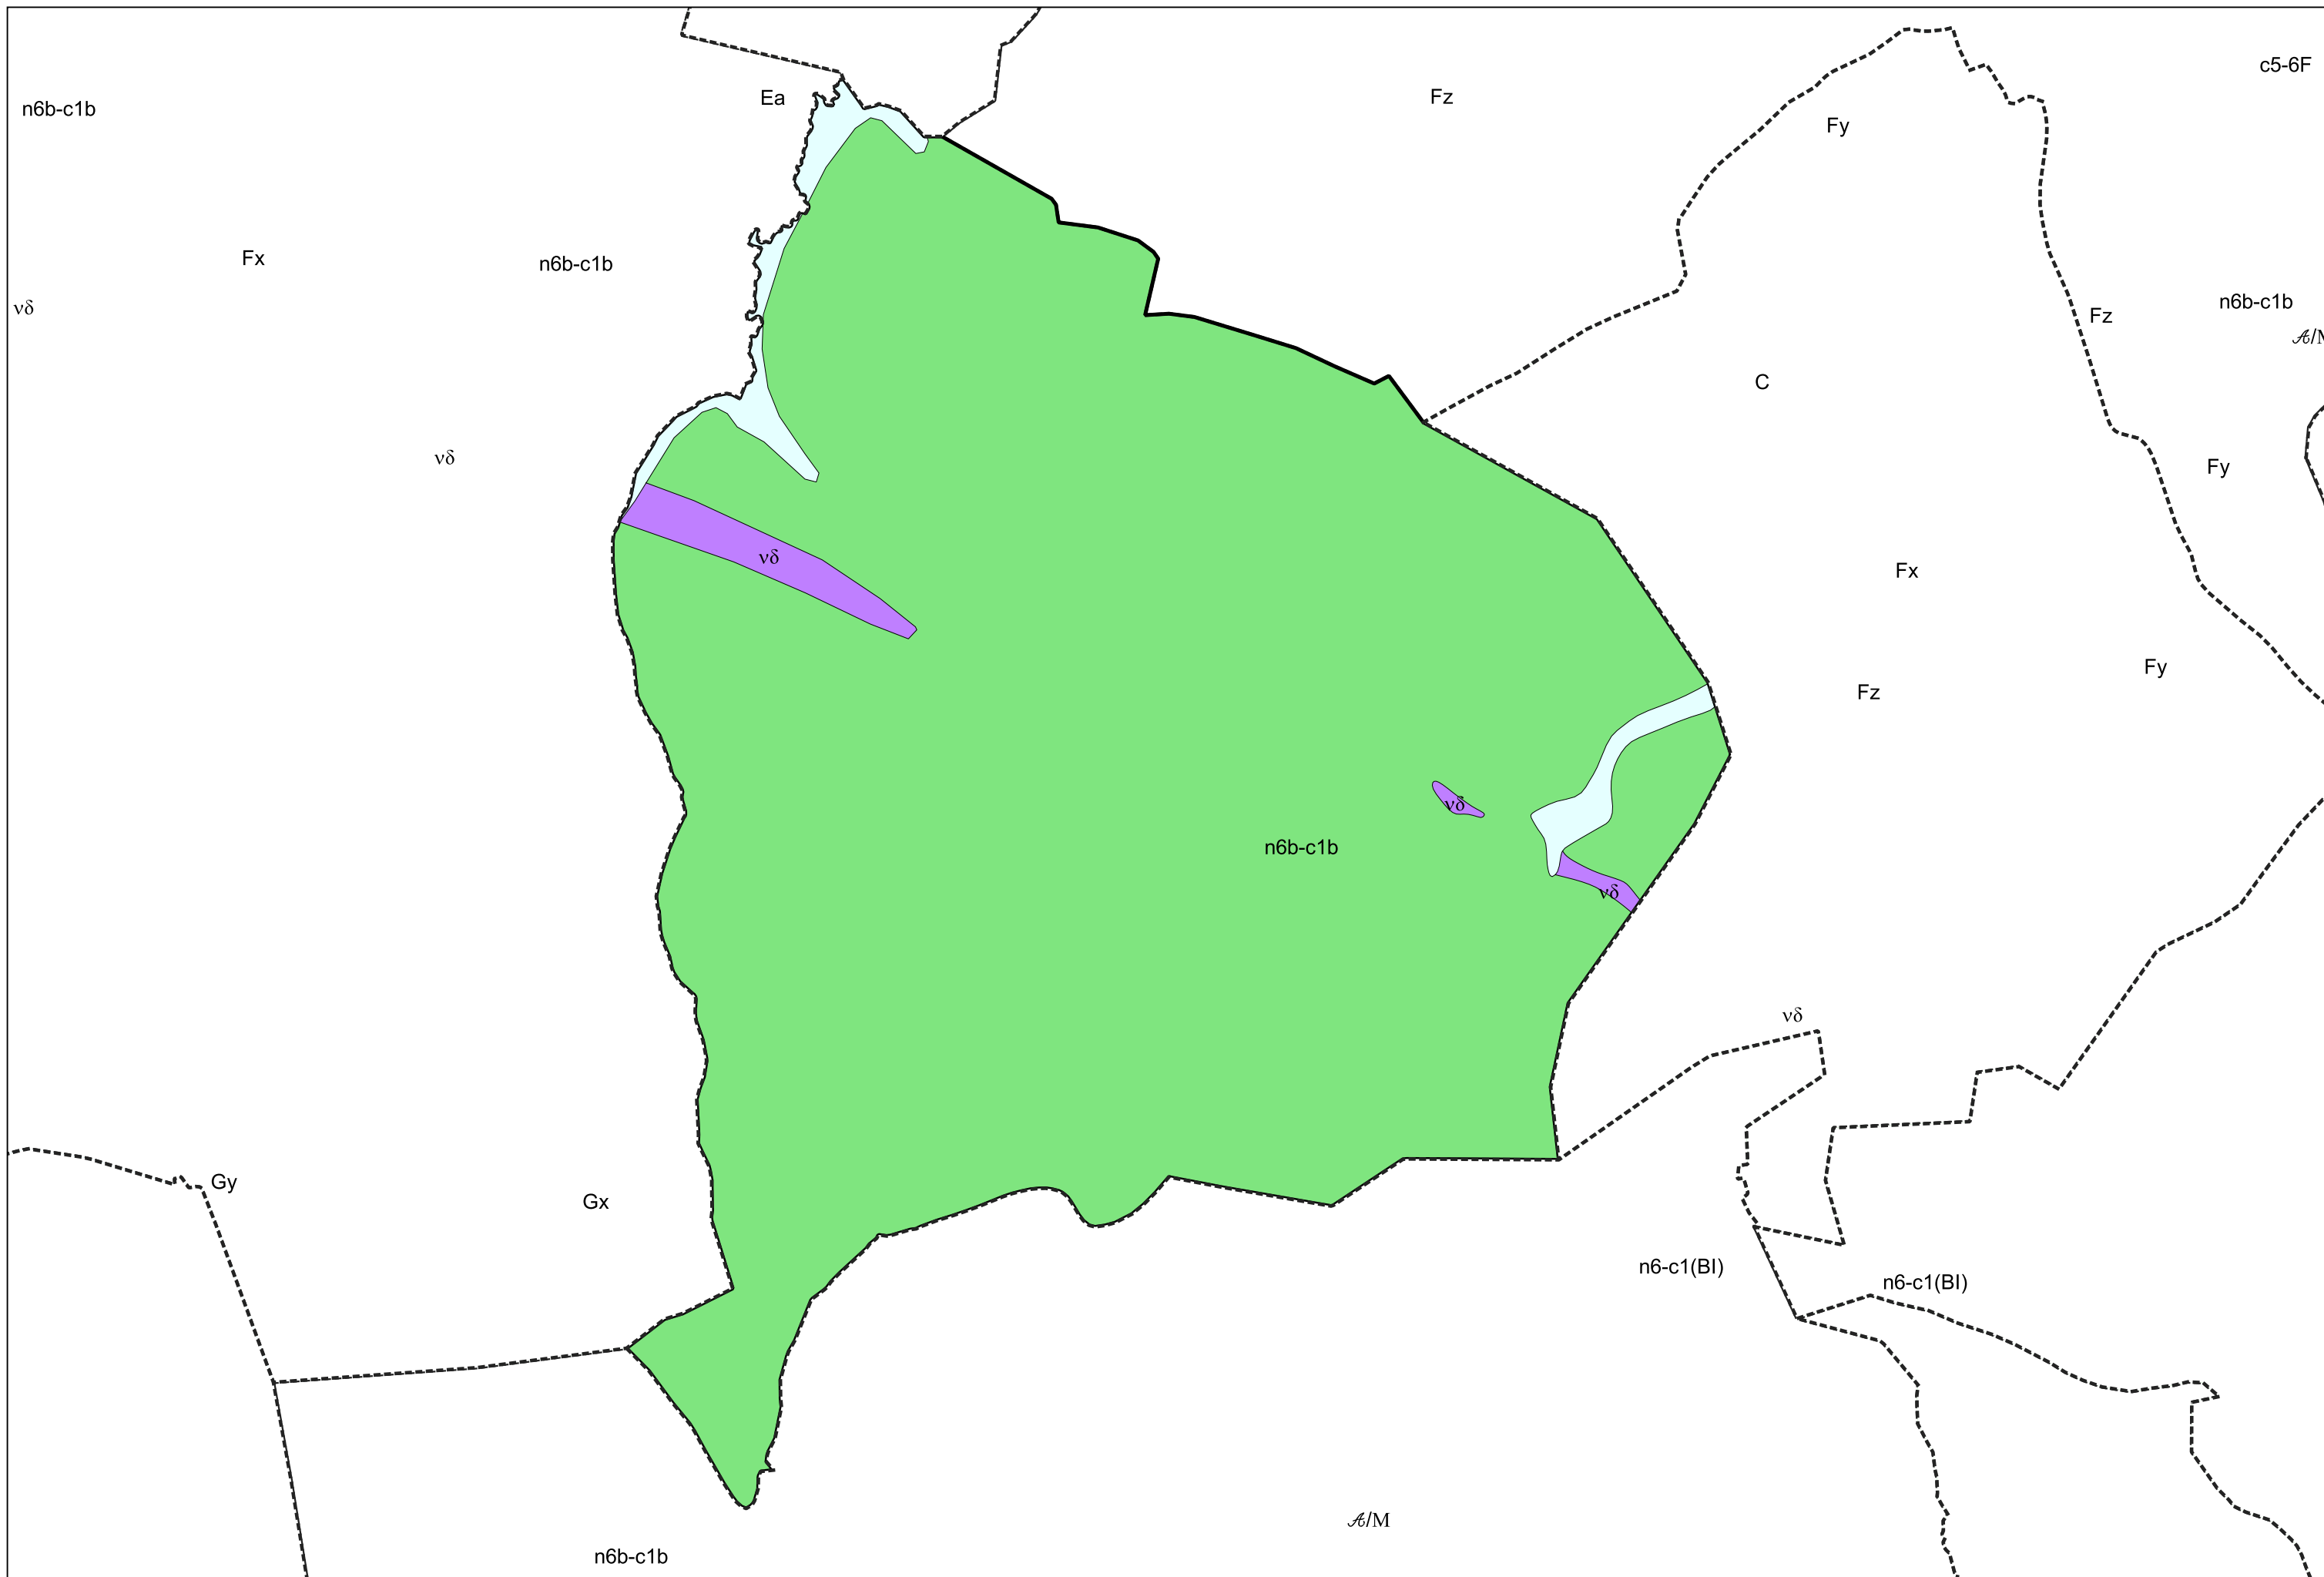 c5-6F
Ea
Fz
n6b-c1b
Fy
Fx
n6b-c1b
n6b-c1b
νδ
Fz
𝒜/M
C
νδ
Fy
νδ
Fx
Fy
Fz
νδ
n6b-c1b
νδ
νδ
Gy
Gx
n6-c1(BI)
n6-c1(BI)
𝒜/M
n6b-c1b